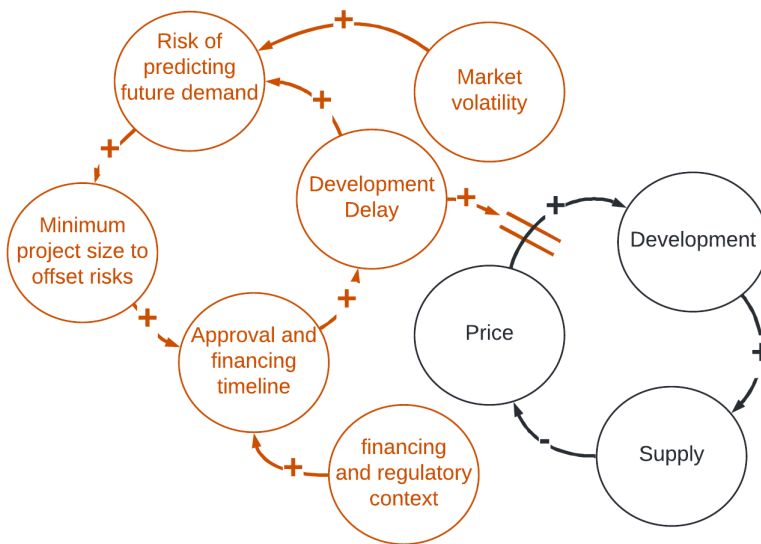 Risk of
predicting
future demand
+
Market
volatility
+
+
Development
Delay
+
+
Development
Minimum
project size to
offset risks
+
Approval and
financing
timeline
+
Price
+
financing
and regulatory
context
+
-
Supply